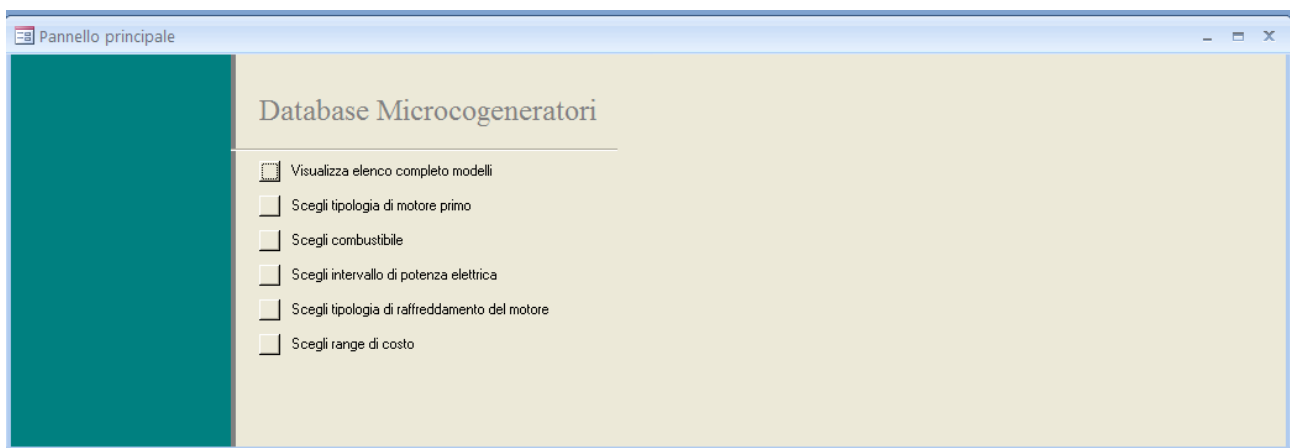 Pannello principale
Database Microcogeneratori
Visualizza elenco completo modelli
Scegli tipologia di motore primo
Scegli combustibile
Scegli intervallo di potenza elettrica
Scegli tipologia di raffreddamento del motore
Scegli range di costo